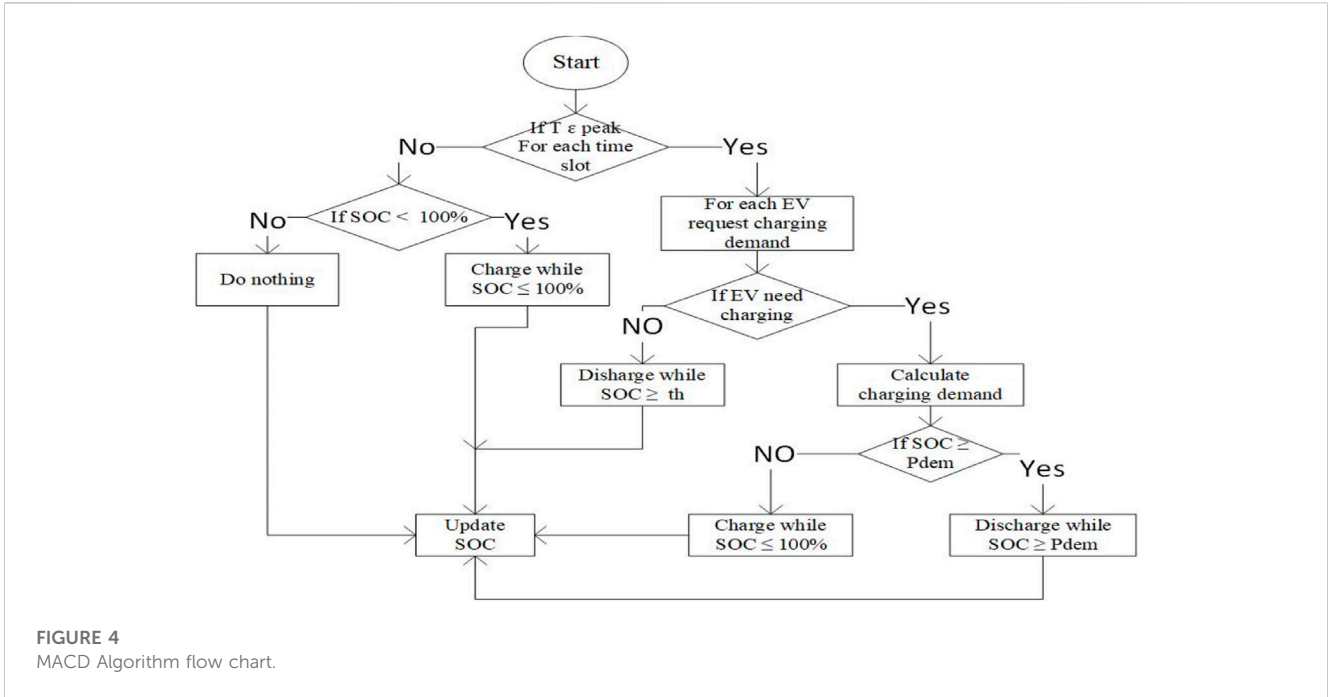 Start
If T ε peak
For each time
slot
No
Yes
If SOC < 100%
No
Yes
For each EV
request charging
demand
Do nothing
Charge while
SOC ≤ 100%
If EV need
charging
NO
Yes
Disharge while
SOC ≥ th
Calculate
charging demand
If SOC ≥
Pdem
NO
Yes
Update
SOC
Charge while
SOC ≤ 100%
Discharge while
SOC ≥ Pdem
FIGURE 4
MACD Algorithm flow chart.